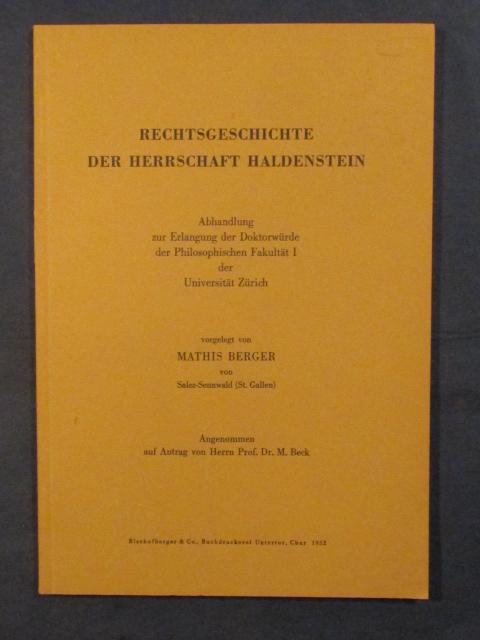 RECHTSGESCHICHTE
DER HERRSCHAFT HALDENSTEIN
Abhandlung
zur Erlangung der Doktorwürde
der Philosophischen Fakultät I
der
Universität Zürich
vorgelegt von
MATHIS BERGER
von
Salez-Sennwald (St. Gallen)
Angenommen
auf Antrag von Herrn Prof. Dr. M. Beck
Bischofberger & Co., Buchdruckerei Untertor, Chur 1952